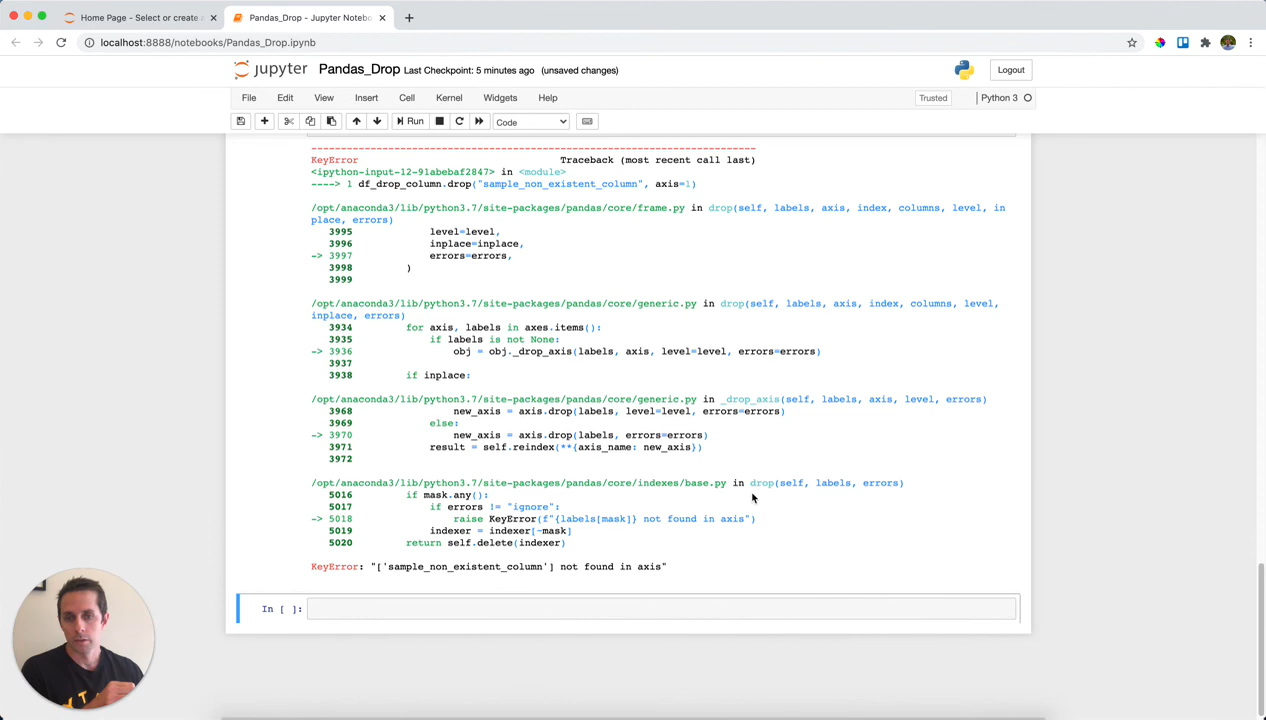 Home Page - Select or create a
Pandas_Drop - Jupyter Notebo
localhost:8888/notebooks/Pandas_Drop.ipynb
jupyter Pandas_Drop Last Checkpoint: 5 minutes ago (unsaved changes) Logout
File Edit View Insert Cell Kernel Widgets Help Trusted Python 3
Run Code
---------------------------------------------------------------------------
KeyError Traceback (most recent call last)
<ipython-input-12-91abebaf2847> in <module>
----> 1 df_drop_column.drop("sample_non_existent_column", axis=1)
/opt/anaconda3/lib/python3.7/site-packages/pandas/core/frame.py in drop(self, labels, axis, index, columns, level, in
place, errors)
3995 level=level,
3996 inplace=inplace,
-> 3997 errors=errors,
3998 )
3999
/opt/anaconda3/lib/python3.7/site-packages/pandas/core/generic.py in drop(self, labels, axis, index, columns, level,
inplace, errors)
3934 for axis, labels in axes.items():
3935 if labels is not None:
-> 3936 obj = obj._drop_axis(labels, axis, level=level, errors=errors)
3937
3938 if inplace:
/opt/anaconda3/lib/python3.7/site-packages/pandas/core/generic.py in _drop_axis(self, labels, axis, level, errors)
3968 new_axis = axis.drop(labels, level=level, errors=errors)
3969 else:
-> 3970 new_axis = axis.drop(labels, errors=errors)
3971 result = self.reindex(**{axis_name: new_axis})
3972
/opt/anaconda3/lib/python3.7/site-packages/pandas/core/indexes/base.py in drop(self, labels, errors)
5016 if mask.any():
5017 if errors != "ignore":
-> 5018 raise KeyError(f"{labels[mask]} not found in axis")
5019 indexer = indexer[~mask]
5020 return self.delete(indexer)
KeyError: "['sample_non_existent_column'] not found in axis"
In [ ]: